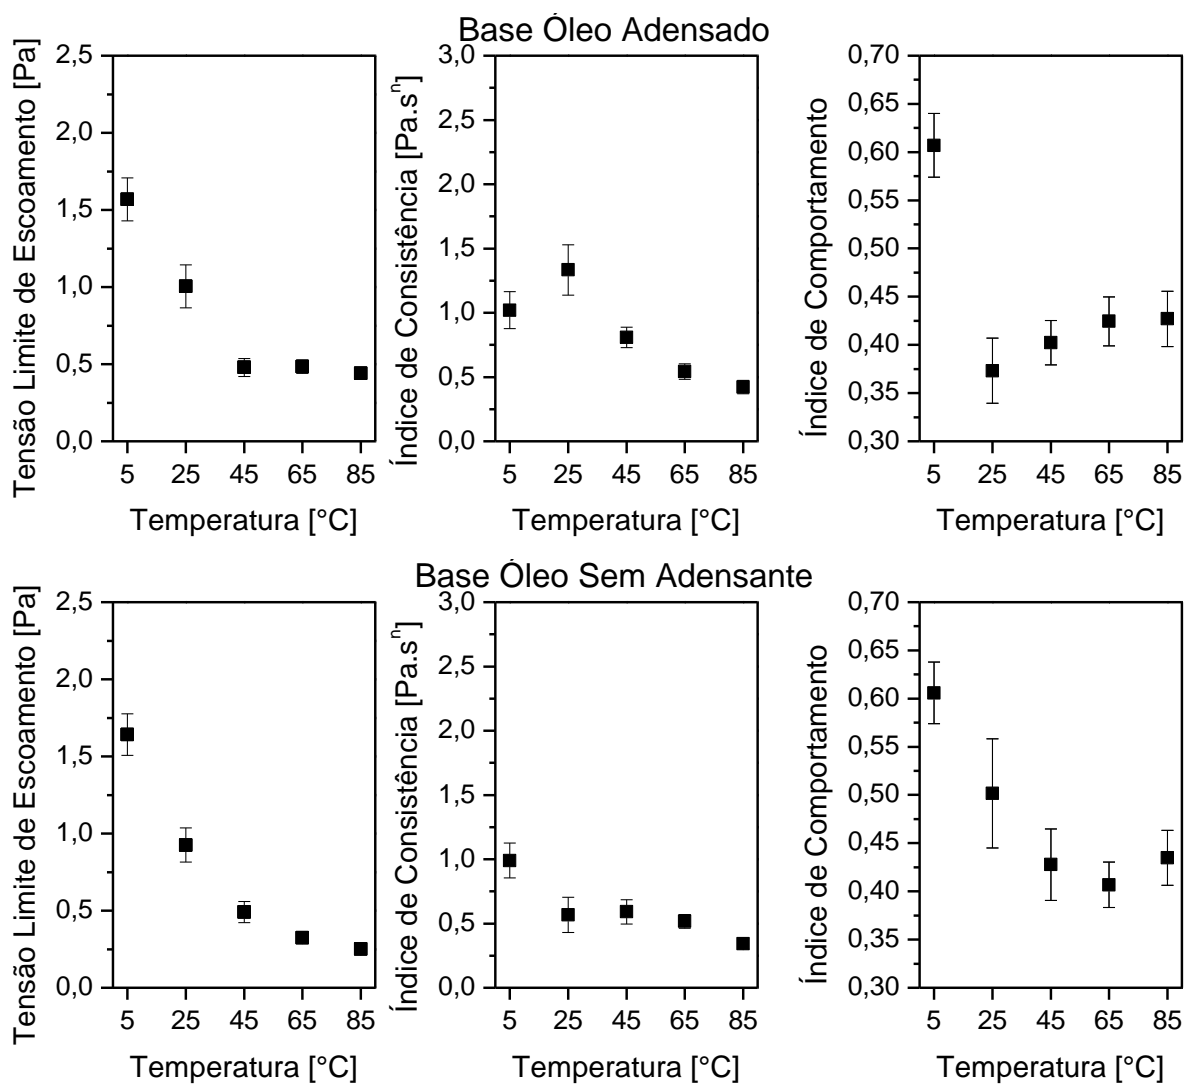 Base Óleo Adensado
Tensão Limite de Escoamento [Pa]
2,5
2,0
1,5
1,0
0,5
0,0
5 25 45 65 85
Temperatura [°C]
Índice de Consistência [Pa.sⁿ]
3,0
2,5
2,0
1,5
1,0
0,5
0,0
5 25 45 65 85
Temperatura [°C]
Índice de Comportamento
0,70
0,65
0,60
0,55
0,50
0,45
0,40
0,35
0,30
5 25 45 65 85
Temperatura [°C]
Base Óleo Sem Adensante
Tensão Limite de Escoamento [Pa]
2,5
2,0
1,5
1,0
0,5
0,0
5 25 45 65 85
Temperatura [°C]
Índice de Consistência [Pa.sⁿ]
3,0
2,5
2,0
1,5
1,0
0,5
0,0
5 25 45 65 85
Temperatura [°C]
Índice de Comportamento
0,70
0,65
0,60
0,55
0,50
0,45
0,40
0,35
0,30
5 25 45 65 85
Temperatura [°C]